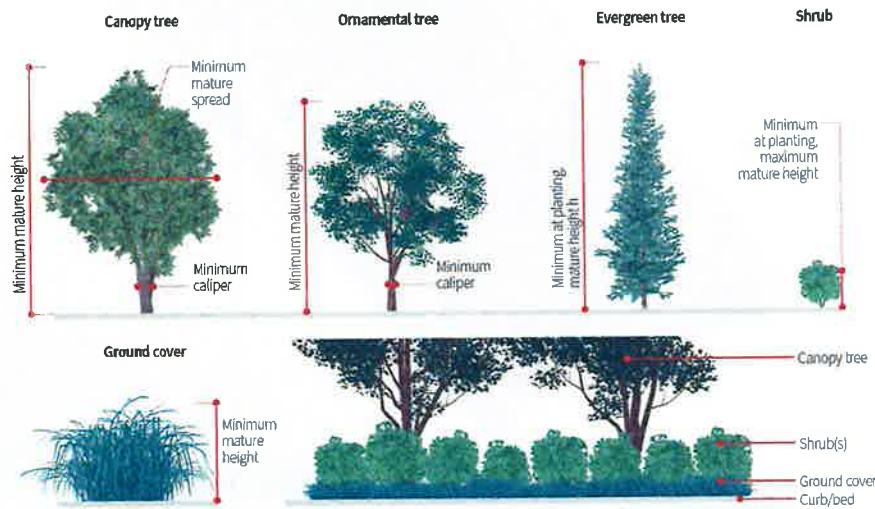 Canopy tree
Ornamental tree
Evergreen tree
Shrub
Minimum mature height
Minimum
mature
spread
Minimum
caliper
Minimum mature height
Minimum
caliper
Minimum at planting,
mature height h
Minimum
at planting,
maximum
mature height
Ground cover
Minimum
mature
height
Canopy tree
Shrub(s)
Ground cover
Curb/bed